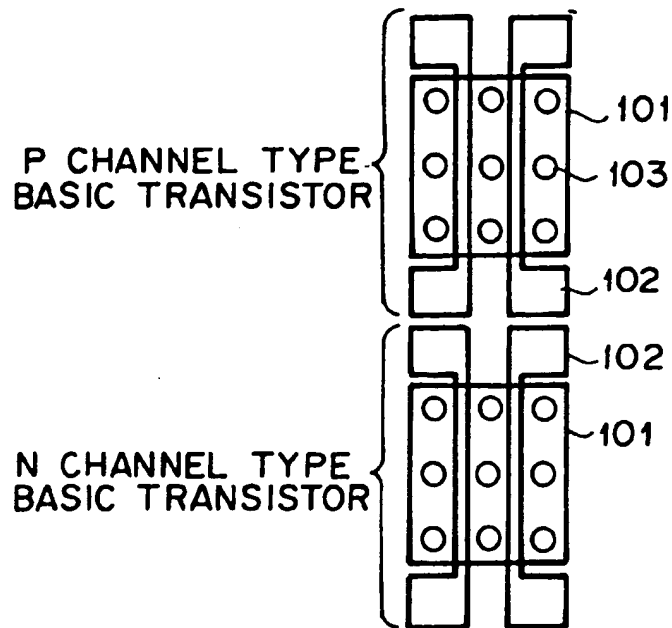 101
P CHANNEL TYPE
BASIC TRANSISTOR
103
102
102
101
N CHANNEL TYPE
BASIC TRANSISTOR